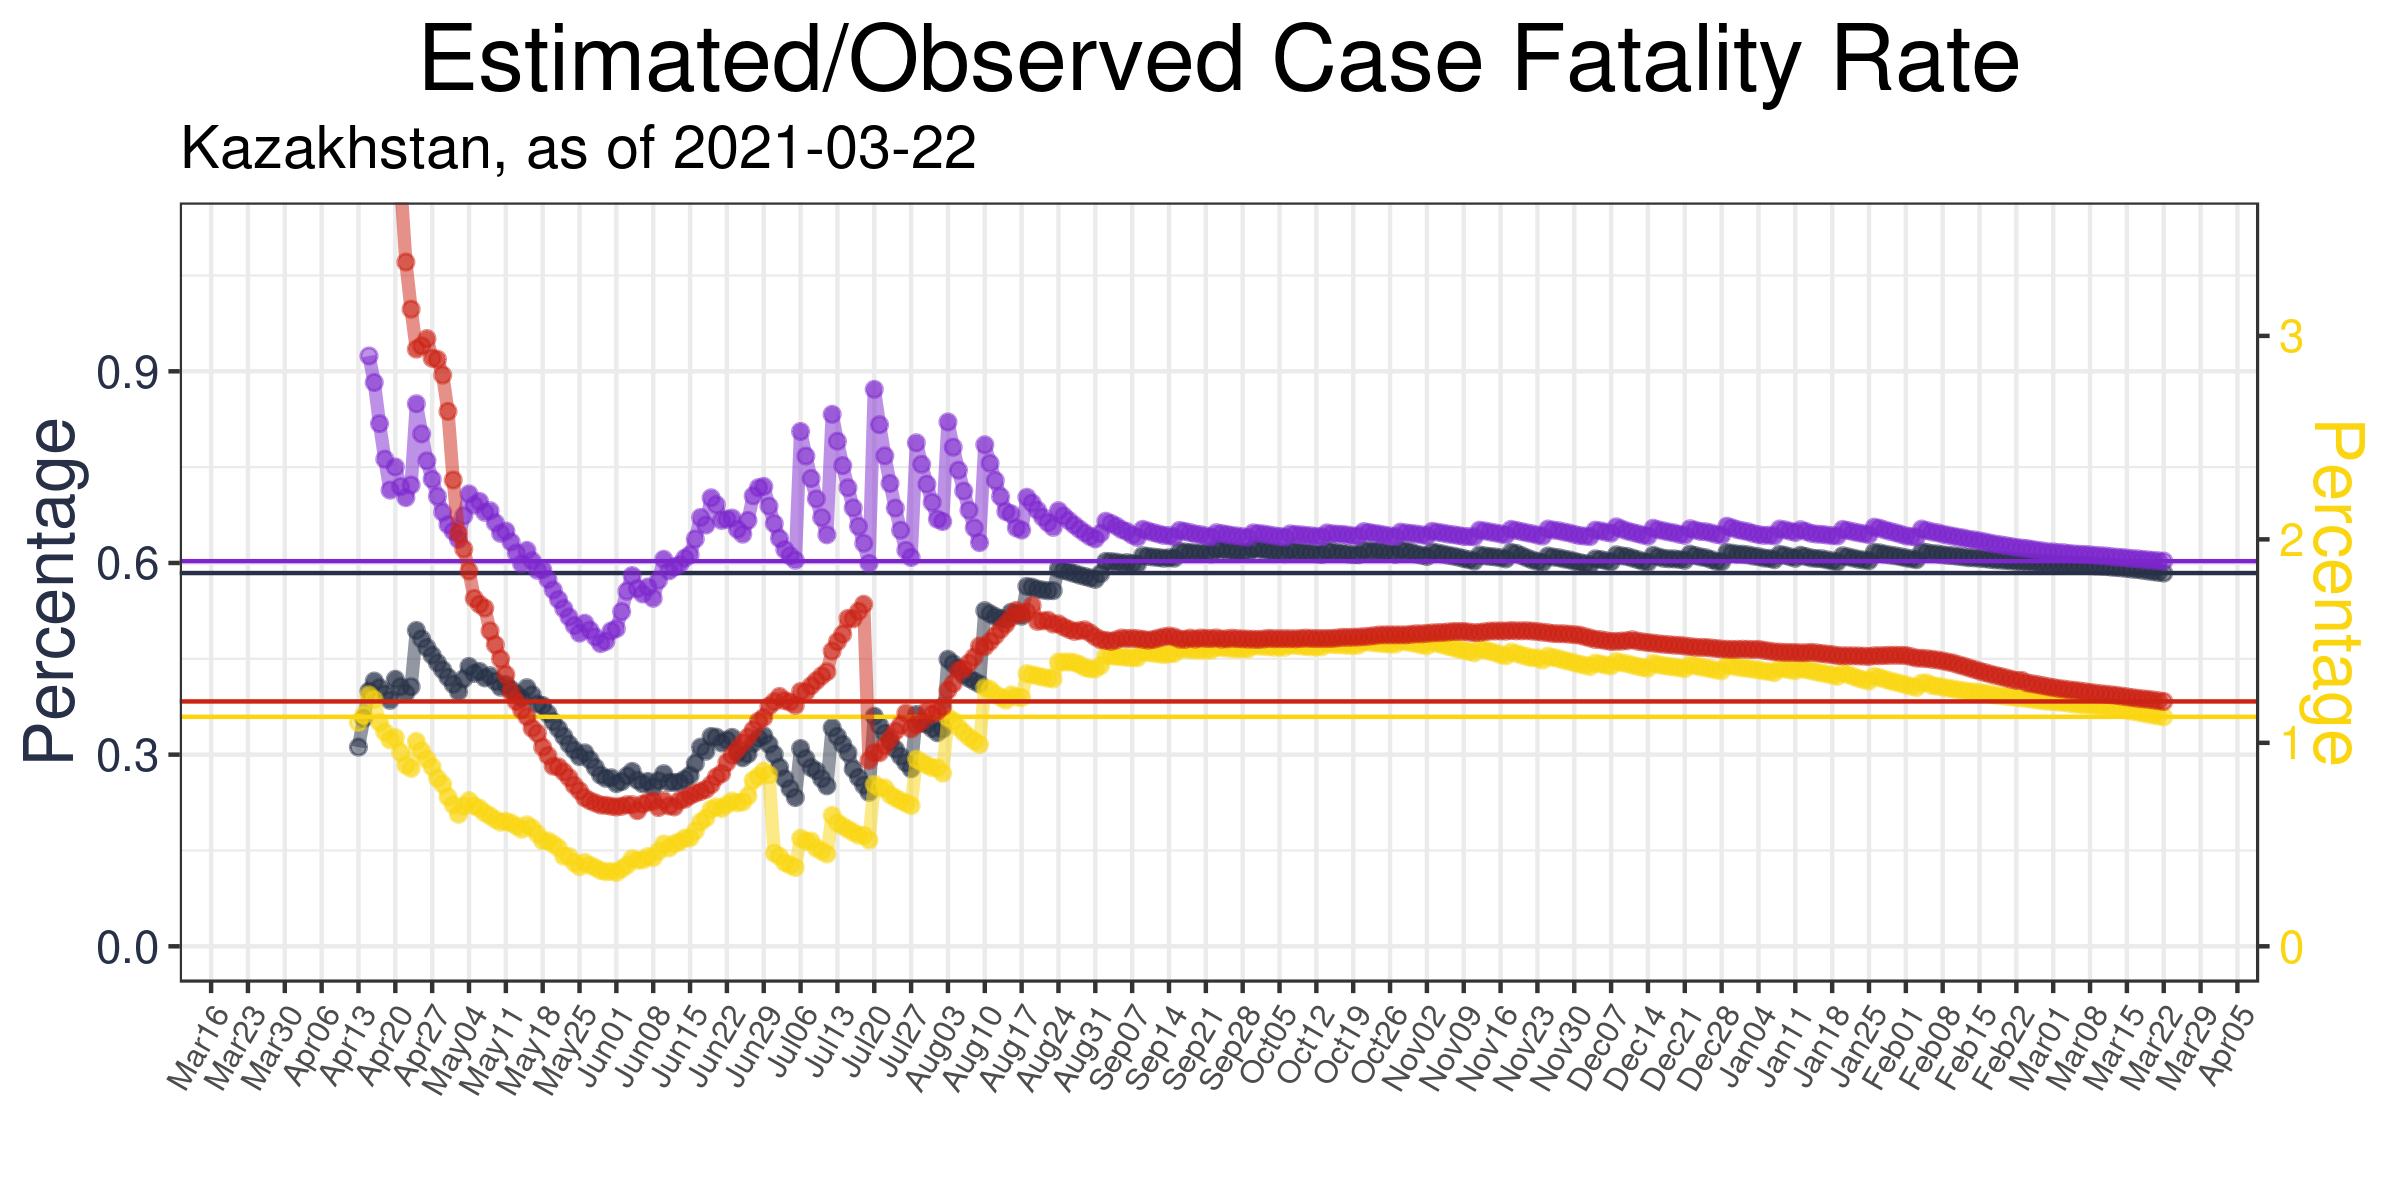 Estimated/Observed Case Fatality Rate
Kazakhstan, as of 2021-03-22
Percentage
0.9
0.6
0.3
0.0
3
2
1
0
Percentage
Mar16
Mar23
Mar30
Apr06
Apr13
Apr20
Apr27
May04
May11
May18
May25
Jun01
Jun08
Jun15
Jun22
Jun29
Jul06
Jul13
Jul20
Jul27
Aug03
Aug10
Aug17
Aug24
Aug31
Sep07
Sep14
Sep21
Sep28
Oct05
Oct12
Oct19
Oct26
Nov02
Nov09
Nov16
Nov23
Nov30
Dec07
Dec14
Dec21
Dec28
Jan04
Jan11
Jan18
Jan25
Feb01
Feb08
Feb15
Feb22
Mar01
Mar08
Mar15
Mar22
Mar29
Apr05